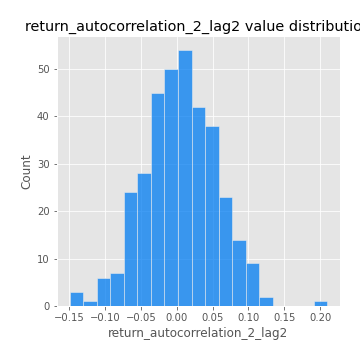 return_autocorrelation_2_lag2 value distributio
Count
50
40
30
20
10
0
−0.15 −0.10 −0.05 0.00 0.05 0.10 0.15 0.20
return_autocorrelation_2_lag2